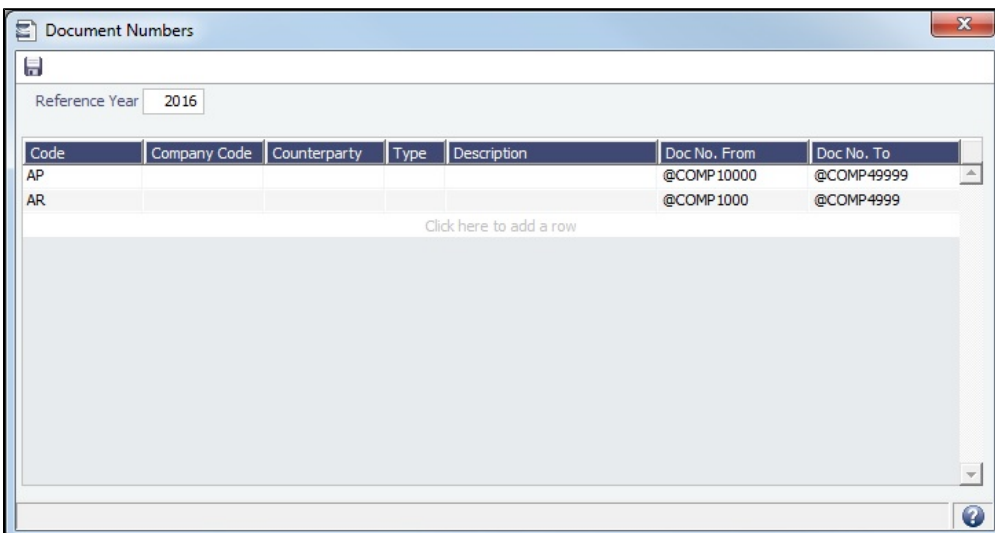 Document Numbers
Reference Year 2016
Code Company Code Counterparty Type Description Doc No. From Doc No. To
AP @COMP10000 @COMP49999
AR @COMP1000 @COMP4999
Click here to add a row